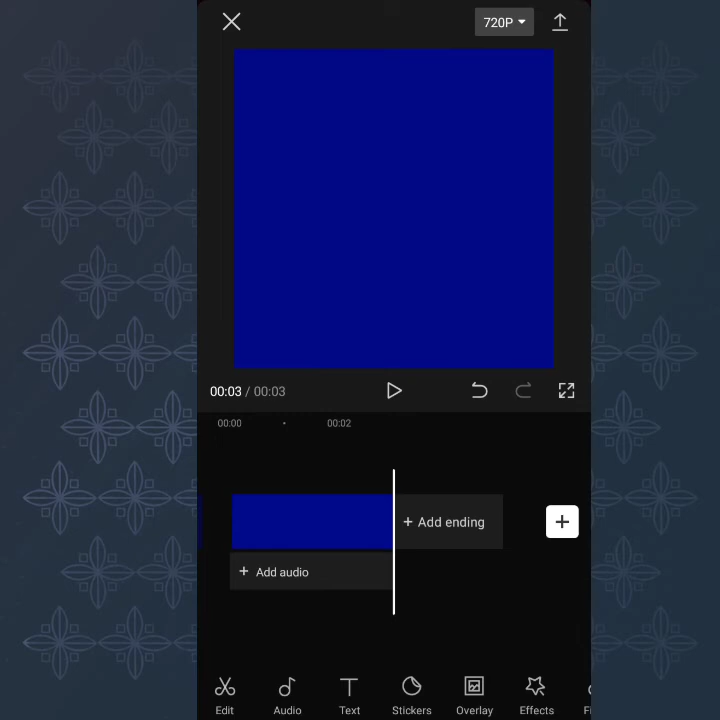 720P
00:03 / 00:03
00:00 00:02
+ Add ending
+ Add audio
Edit Audio Text Stickers Overlay Effects